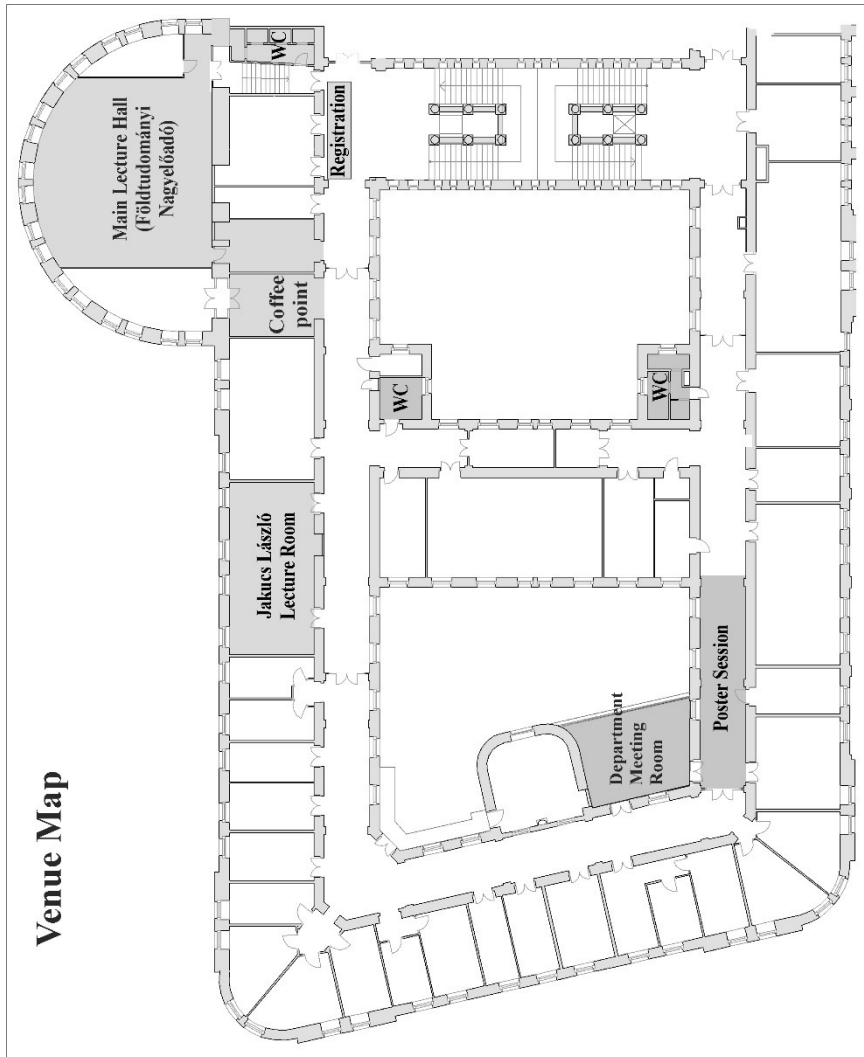 Venue Map
Main Lecture Hall
(Földtudományi
Nagyelőadó)
WC
Registration
Coffee
point
WC
WC
Jakucs László
Lecture Room
Department
Meeting
Room
Poster Session